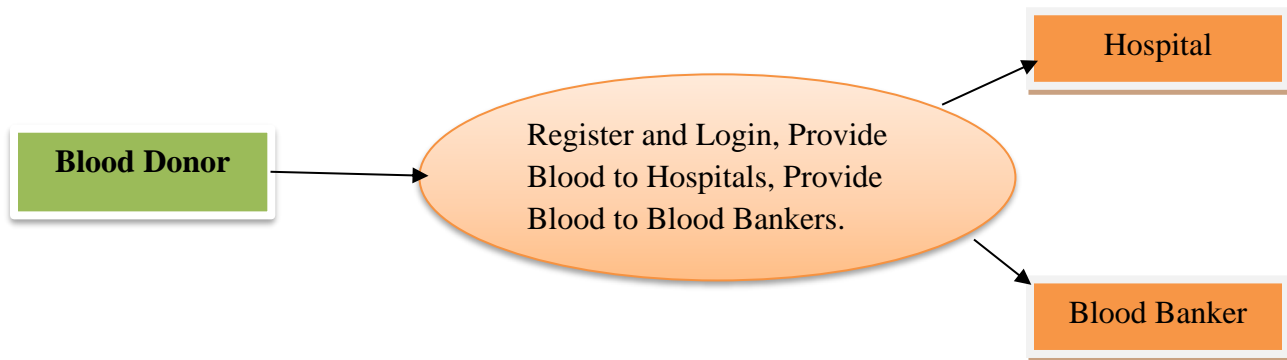 Hospital
Blood Donor
Register and Login, Provide
Blood to Hospitals, Provide
Blood to Blood Bankers.
Blood Banker